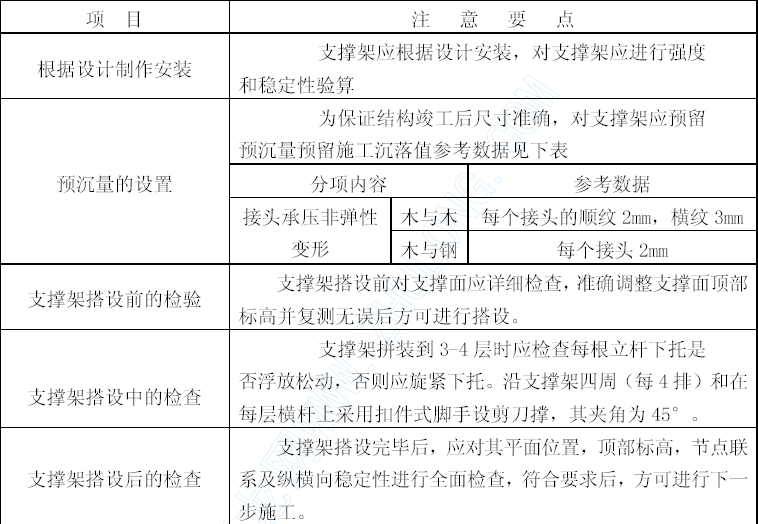 项 目 注 意 要 点
根据设计制作安装
支撑架应根据设计安装，对支撑架应进行强度
和稳定性验算
预沉量的设置
为保证结构竣工后尺寸准确，对支撑架应预留
预沉量预留施工沉落值参考数据见下表
分项内容 参考数据
接头承压非弹性
变形
木与木 每个接头的顺纹2mm，横纹3mm
木与钢 每个接头2mm
支撑架搭设前的检验
支撑架搭设前对支撑面应详细检查，准确调整支撑面顶部
标高并复测无误后方可进行搭设。
支撑架搭设中的检查
支撑架拼装到3-4层时应检查每根立杆下托是
否浮放松动，否则应旋紧下托。沿支撑架四周（每4排）和在
每层横杆上采用扣件式脚手设剪刀撑，其夹角为45°。
支撑架搭设后的检查
支撑架搭设完毕后，应对其平面位置，顶部标高，节点联
系及纵横向稳定性进行全面检查，符合要求后，方可进行下一
步施工。